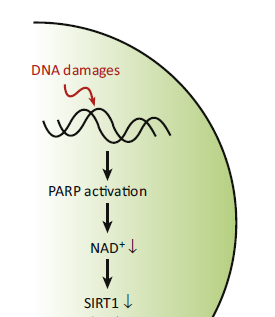 DNA damages
PARP activation
NAD⁺ ↓
SIRT1 ↓